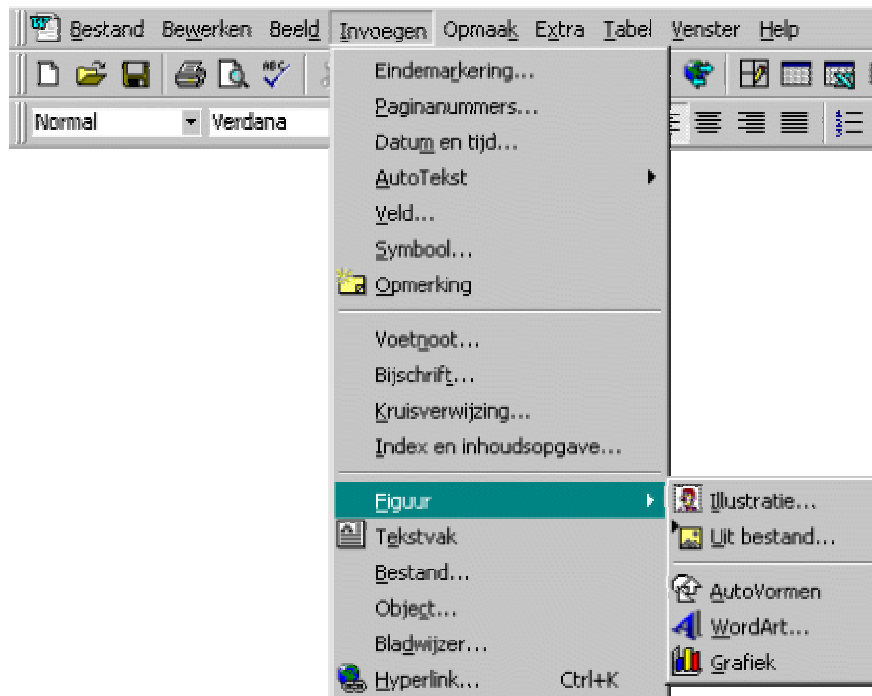 Bestand Bewerken Beeld Invoegen Opmaak Extra Tabel Venster Help
ABC
Normal Verdana
Eindemarkering...
Paginanummers...
Datum en tijd...
AutoTekst
Veld...
Symbool...
Opmerking
Voetnoot...
Bijschrift...
Kruisverwijzing...
Index en inhoudsopgave...
Figuur
Tekstvak
Bestand...
Object...
Bladwijzer...
Hyperlink... Ctrl+K
Illustratie...
Uit bestand...
AutoVormen
WordArt...
Grafiek